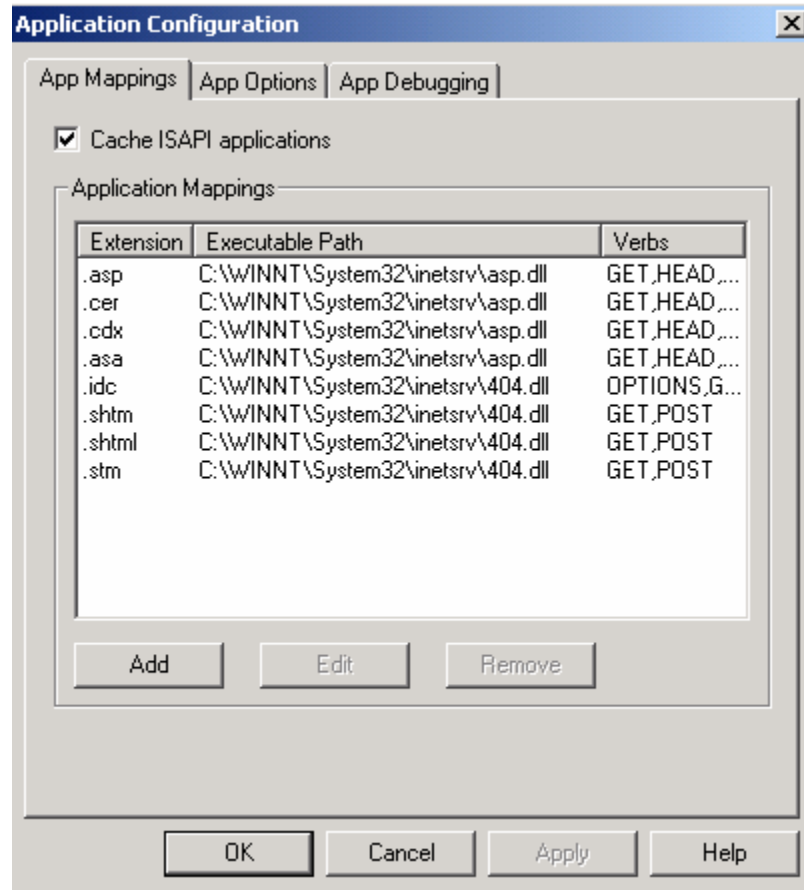 Application Configuration
App Mappings App Options App Debugging
Cache ISAPI applications
Application Mappings
Extension Executable Path Verbs
.asp C:\WINNT\System32\inetsrv\asp.dll GET,HEAD,...
.cer C:\WINNT\System32\inetsrv\asp.dll GET,HEAD,...
.cdx C:\WINNT\System32\inetsrv\asp.dll GET,HEAD,...
.asa C:\WINNT\System32\inetsrv\asp.dll GET,HEAD,...
.idc C:\WINNT\System32\inetsrv\404.dll OPTIONS,G...
.shtm C:\WINNT\System32\inetsrv\404.dll GET,POST
.shtml C:\WINNT\System32\inetsrv\404.dll GET,POST
.stm C:\WINNT\System32\inetsrv\404.dll GET,POST
Add Edit Remove
OK Cancel Apply Help